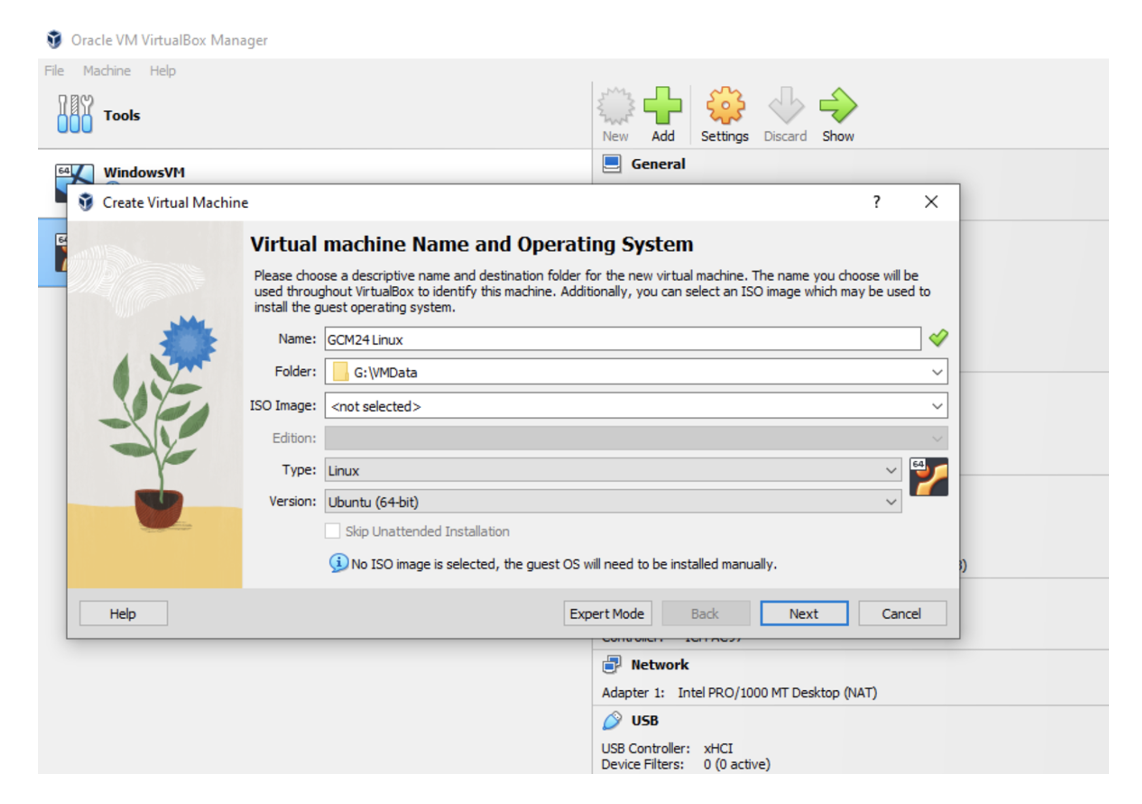 Oracle VM VirtualBox Manager
File Machine Help
Tools
New Add Settings Discard Show
64
WindowsVM
General
Create Virtual Machine
?
Virtual machine Name and Operating System
Please choose a descriptive name and destination folder for the new virtual machine. The name you choose will be
used throughout VirtualBox to identify this machine. Additionally, you can select an ISO image which may be used to
install the guest operating system.
Name: GCM24 Linux
Folder: G:\VMData
ISO Image: <not selected>
Edition:
Type: Linux
64
Version: Ubuntu (64-bit)
Skip Unattended Installation
No ISO image is selected, the guest OS will need to be installed manually.
Help Expert Mode Back Next Cancel
Network
Adapter 1: Intel PRO/1000 MT Desktop (NAT)
USB
USB Controller: xHCI
Device Filters: 0 (0 active)